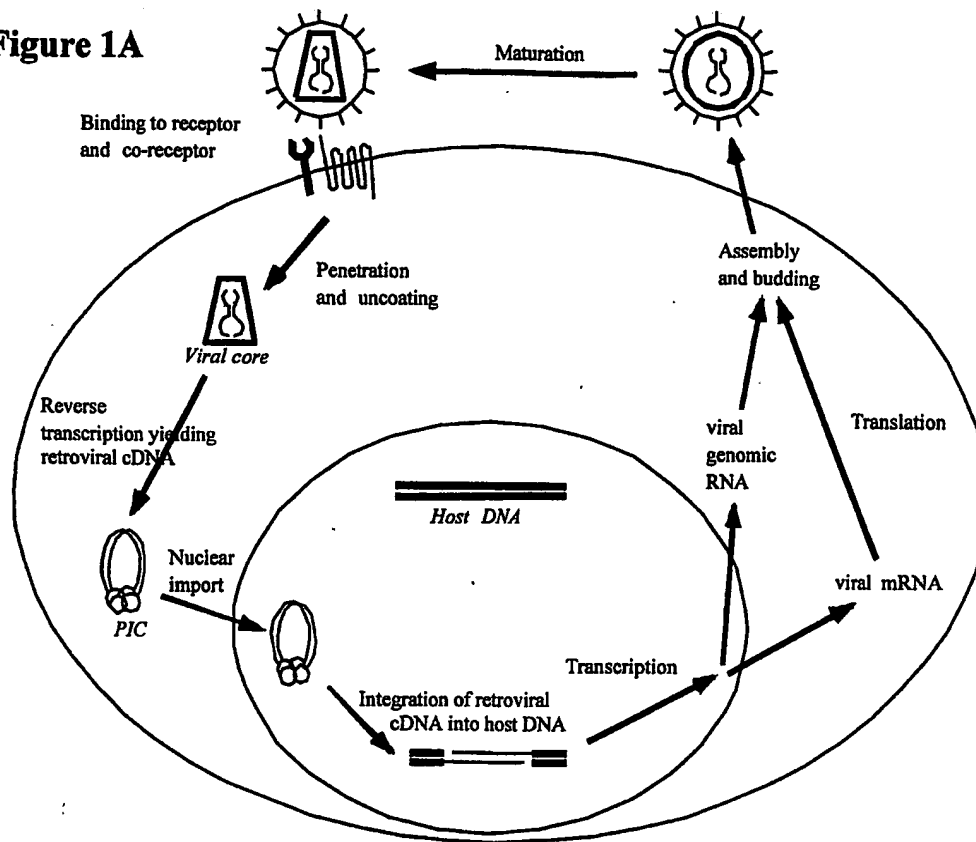 Figure 1A
Maturation
Binding to receptor
and co-receptor
Penetration
and uncoating
Assembly
and budding
Viral core
Reverse
transcription yielding
retroviral cDNA
viral
genomic
RNA
Translation
Host DNA
Nuclear
import
PIC
viral mRNA
Transcription
Integration of retroviral
cDNA into host DNA